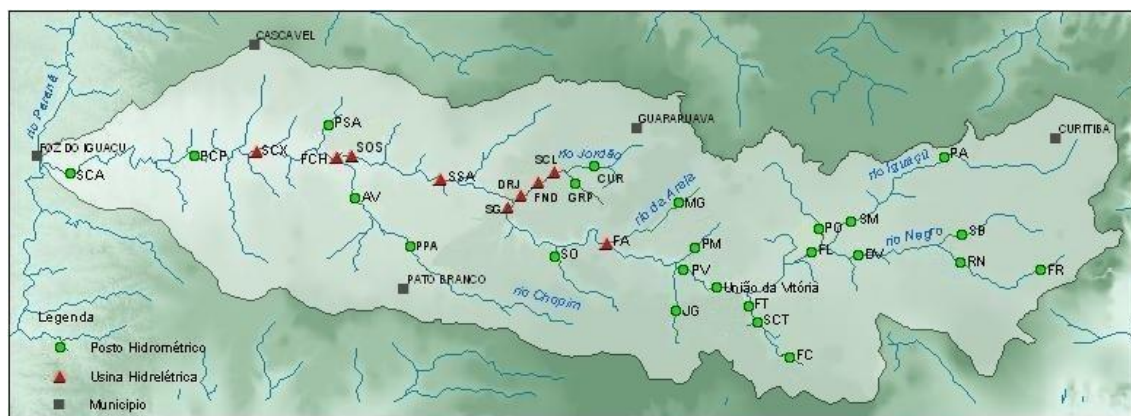 CASCAVEL
rio Paraná
FOZ DO IGUAÇU
SCA
PCP
SCX
PSA
FCH
SOS
AV
PPA
PATO BRANCO
SSA
DRJ
SG
FND
SCL
rio Jordão
CUR
GRP
GUARAPUAVA
SO
FA
rio da Areia
MG
PM
PV
JG
União da Vitória
FT
SCT
FC
rio Chopim
PO
SM
FL
DV
rio Iguaçu
PA
CURITIBA
rio Negro
SB
RN
FR
Legenda
Posto Hidrométrico
Usina Hidrelétrica
Município